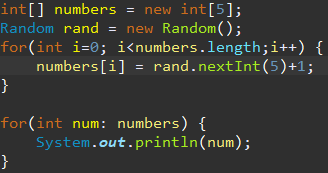 int[] numbers = new int[5];
Random rand = new Random();
for(int i=0; i<numbers.length;i++) {
    numbers[i] = rand.nextInt(5)+1;
}

for(int num: numbers) {
    System.out.println(num);
}